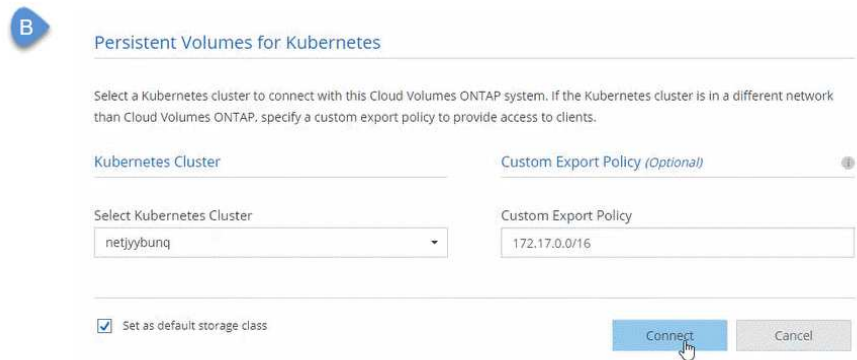 B
Persistent Volumes for Kubernetes
Select a Kubernetes cluster to connect with this Cloud Volumes ONTAP system. If the Kubernetes cluster is in a different network
than Cloud Volumes ONTAP, specify a custom export policy to provide access to clients.
Kubernetes Cluster
Custom Export Policy (Optional)
i
Select Kubernetes Cluster
Custom Export Policy
netjyybunq
172.17.0.0/16
Set as default storage class
Connect
Cancel